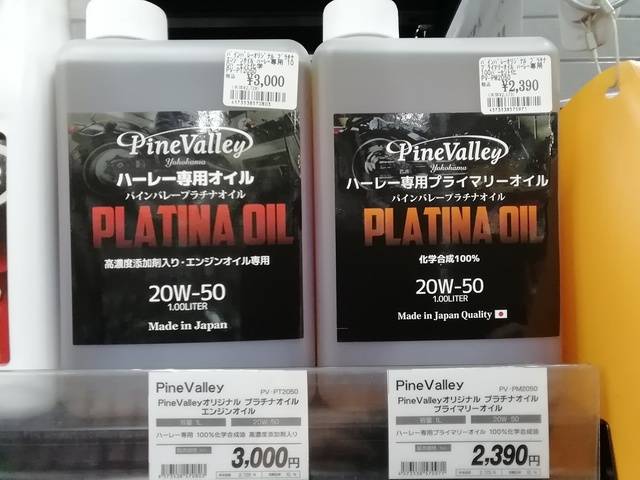 ¥3,000
PineValley
Yokohama
ハーレー専用オイル
パインバレープラチナオイル
PLATINA OIL
高濃度添加剤入り・エンジンオイル専用
20W-50
1.00LITER
Made in Japan
¥2,390
PineValley
Yokohama
ハーレー専用プライマリーオイル
パインバレープラチナオイル
PLATINA OIL
化学合成100%
20W-50
1.00LITER
Made in Japan Quality
PineValley
PV-PT2050
PineValleyオリジナル プラチナオイル
エンジンオイル
容量 1L
20W-50
ハーレー専用 100%化学合成油 高濃度添加剤入り
3,000円
PineValley
PV-PM2050
PineValleyオリジナル プラチナオイル
プライマリーオイル
容量 1L
20W-50
ハーレー専用プライマリーオイル 100%化学合成油
2,390円